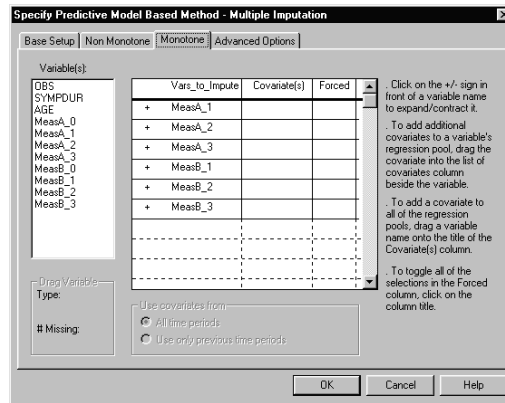 Specify Predictive Model Based Method - Multiple Imputation
Base Setup Non Monotone Monotone Advanced Options
Variable(s):
OBS
SYMPDUR
AGE
MeasA_0
MeasA_1
MeasA_2
MeasA_3
MeasB_0
MeasB_1
MeasB_2
MeasB_3
Vars_to_Impute Covariate(s) Forced
+ MeasA_1
+ MeasA_2
+ MeasA_3
+ MeasB_1
+ MeasB_2
+ MeasB_3
. Click on the +/- sign in
front of a variable name
to expand/contract it.
. To add additional
covariates to a variable's
regression pool, drag the
covariate into the list of
covariates column
beside the variable.
. To add a covariate to
all of the regression
pools, drag a variable
name onto the title of the
Covariate(s) column.
. To toggle all of the
selections in the Forced
column, click on the
column title.
Drag Variable
Type:
# Missing:
Use covariates from
All time periods
Use only previous time periods
OK Cancel Help